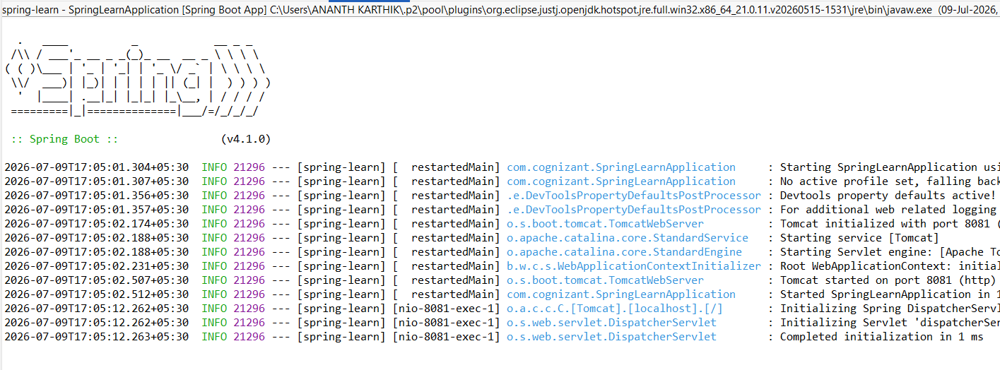 spring-learn - SpringLearnApplication [Spring Boot App] C:\Users\ANANTH KARTHIK\.p2\pool\plugins\org.eclipse.justj.openjdk.hotspot.jre.full.win32.x86_64_21.0.11.v20260515-1531\jre\bin\javaw.exe (09-Jul-2026,
:: Spring Boot :: (v4.1.0)
2026-07-09T17:05:01.304+05:30 INFO 21296 --- [spring-learn] [ restartedMain] com.cognizant.SpringLearnApplication : Starting SpringLearnApplication usi
2026-07-09T17:05:01.307+05:30 INFO 21296 --- [spring-learn] [ restartedMain] com.cognizant.SpringLearnApplication : No active profile set, falling back
2026-07-09T17:05:01.356+05:30 INFO 21296 --- [spring-learn] [ restartedMain] .e.DevToolsPropertyDefaultsPostProcessor : Devtools property defaults active!
2026-07-09T17:05:01.357+05:30 INFO 21296 --- [spring-learn] [ restartedMain] .e.DevToolsPropertyDefaultsPostProcessor : For additional web related logging
2026-07-09T17:05:02.174+05:30 INFO 21296 --- [spring-learn] [ restartedMain] o.s.boot.tomcat.TomcatWebServer : Tomcat initialized with port 8081 (
2026-07-09T17:05:02.188+05:30 INFO 21296 --- [spring-learn] [ restartedMain] o.apache.catalina.core.StandardService : Starting service [Tomcat]
2026-07-09T17:05:02.188+05:30 INFO 21296 --- [spring-learn] [ restartedMain] o.apache.catalina.core.StandardEngine : Starting Servlet engine: [Apache To
2026-07-09T17:05:02.231+05:30 INFO 21296 --- [spring-learn] [ restartedMain] b.w.c.s.WebApplicationContextInitializer : Root WebApplicationContext: initial
2026-07-09T17:05:02.507+05:30 INFO 21296 --- [spring-learn] [ restartedMain] o.s.boot.tomcat.TomcatWebServer : Tomcat started on port 8081 (http)
2026-07-09T17:05:02.512+05:30 INFO 21296 --- [spring-learn] [ restartedMain] com.cognizant.SpringLearnApplication : Started SpringLearnApplication in 1
2026-07-09T17:05:12.262+05:30 INFO 21296 --- [spring-learn] [nio-8081-exec-1] o.a.c.c.C.[Tomcat].[localhost].[/] : Initializing Spring DispatcherServl
2026-07-09T17:05:12.262+05:30 INFO 21296 --- [spring-learn] [nio-8081-exec-1] o.s.web.servlet.DispatcherServlet : Initializing Servlet 'dispatcherSer
2026-07-09T17:05:12.263+05:30 INFO 21296 --- [spring-learn] [nio-8081-exec-1] o.s.web.servlet.DispatcherServlet : Completed initialization in 1 ms